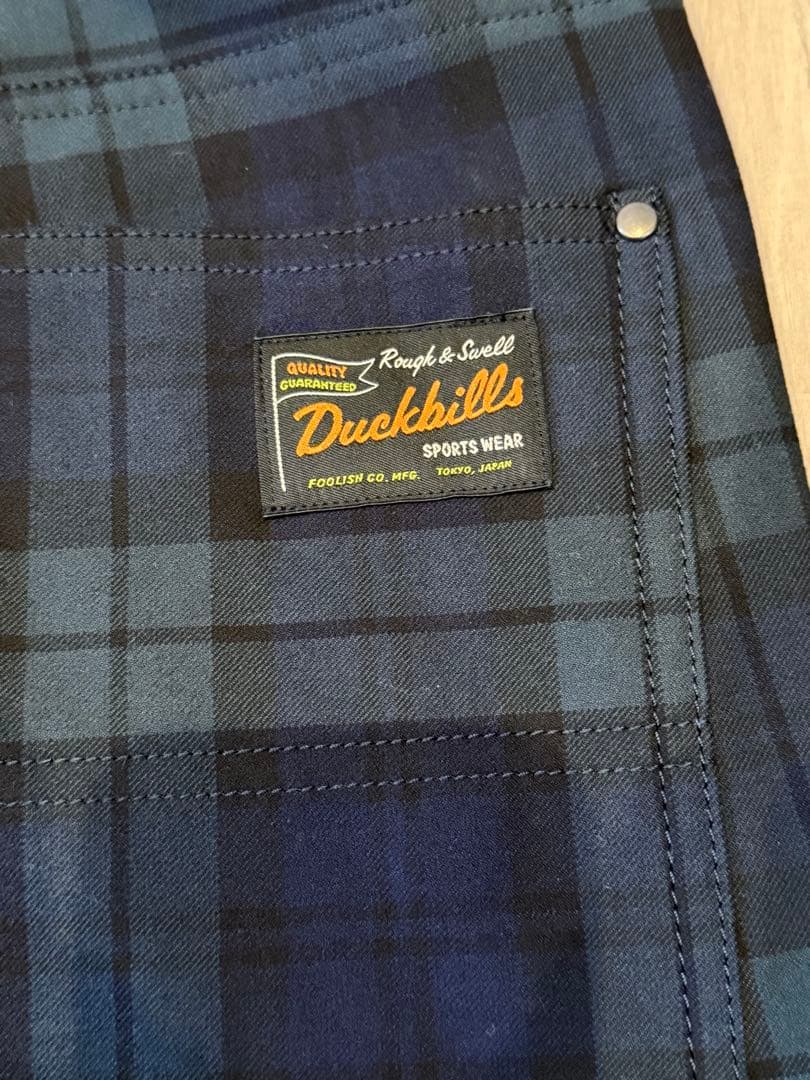 QUALITY
GUARANTEED
Rough & Swell
Duckbills
SPORTS WEAR
FOOLISH CO. MFG. TOKYO, JAPAN